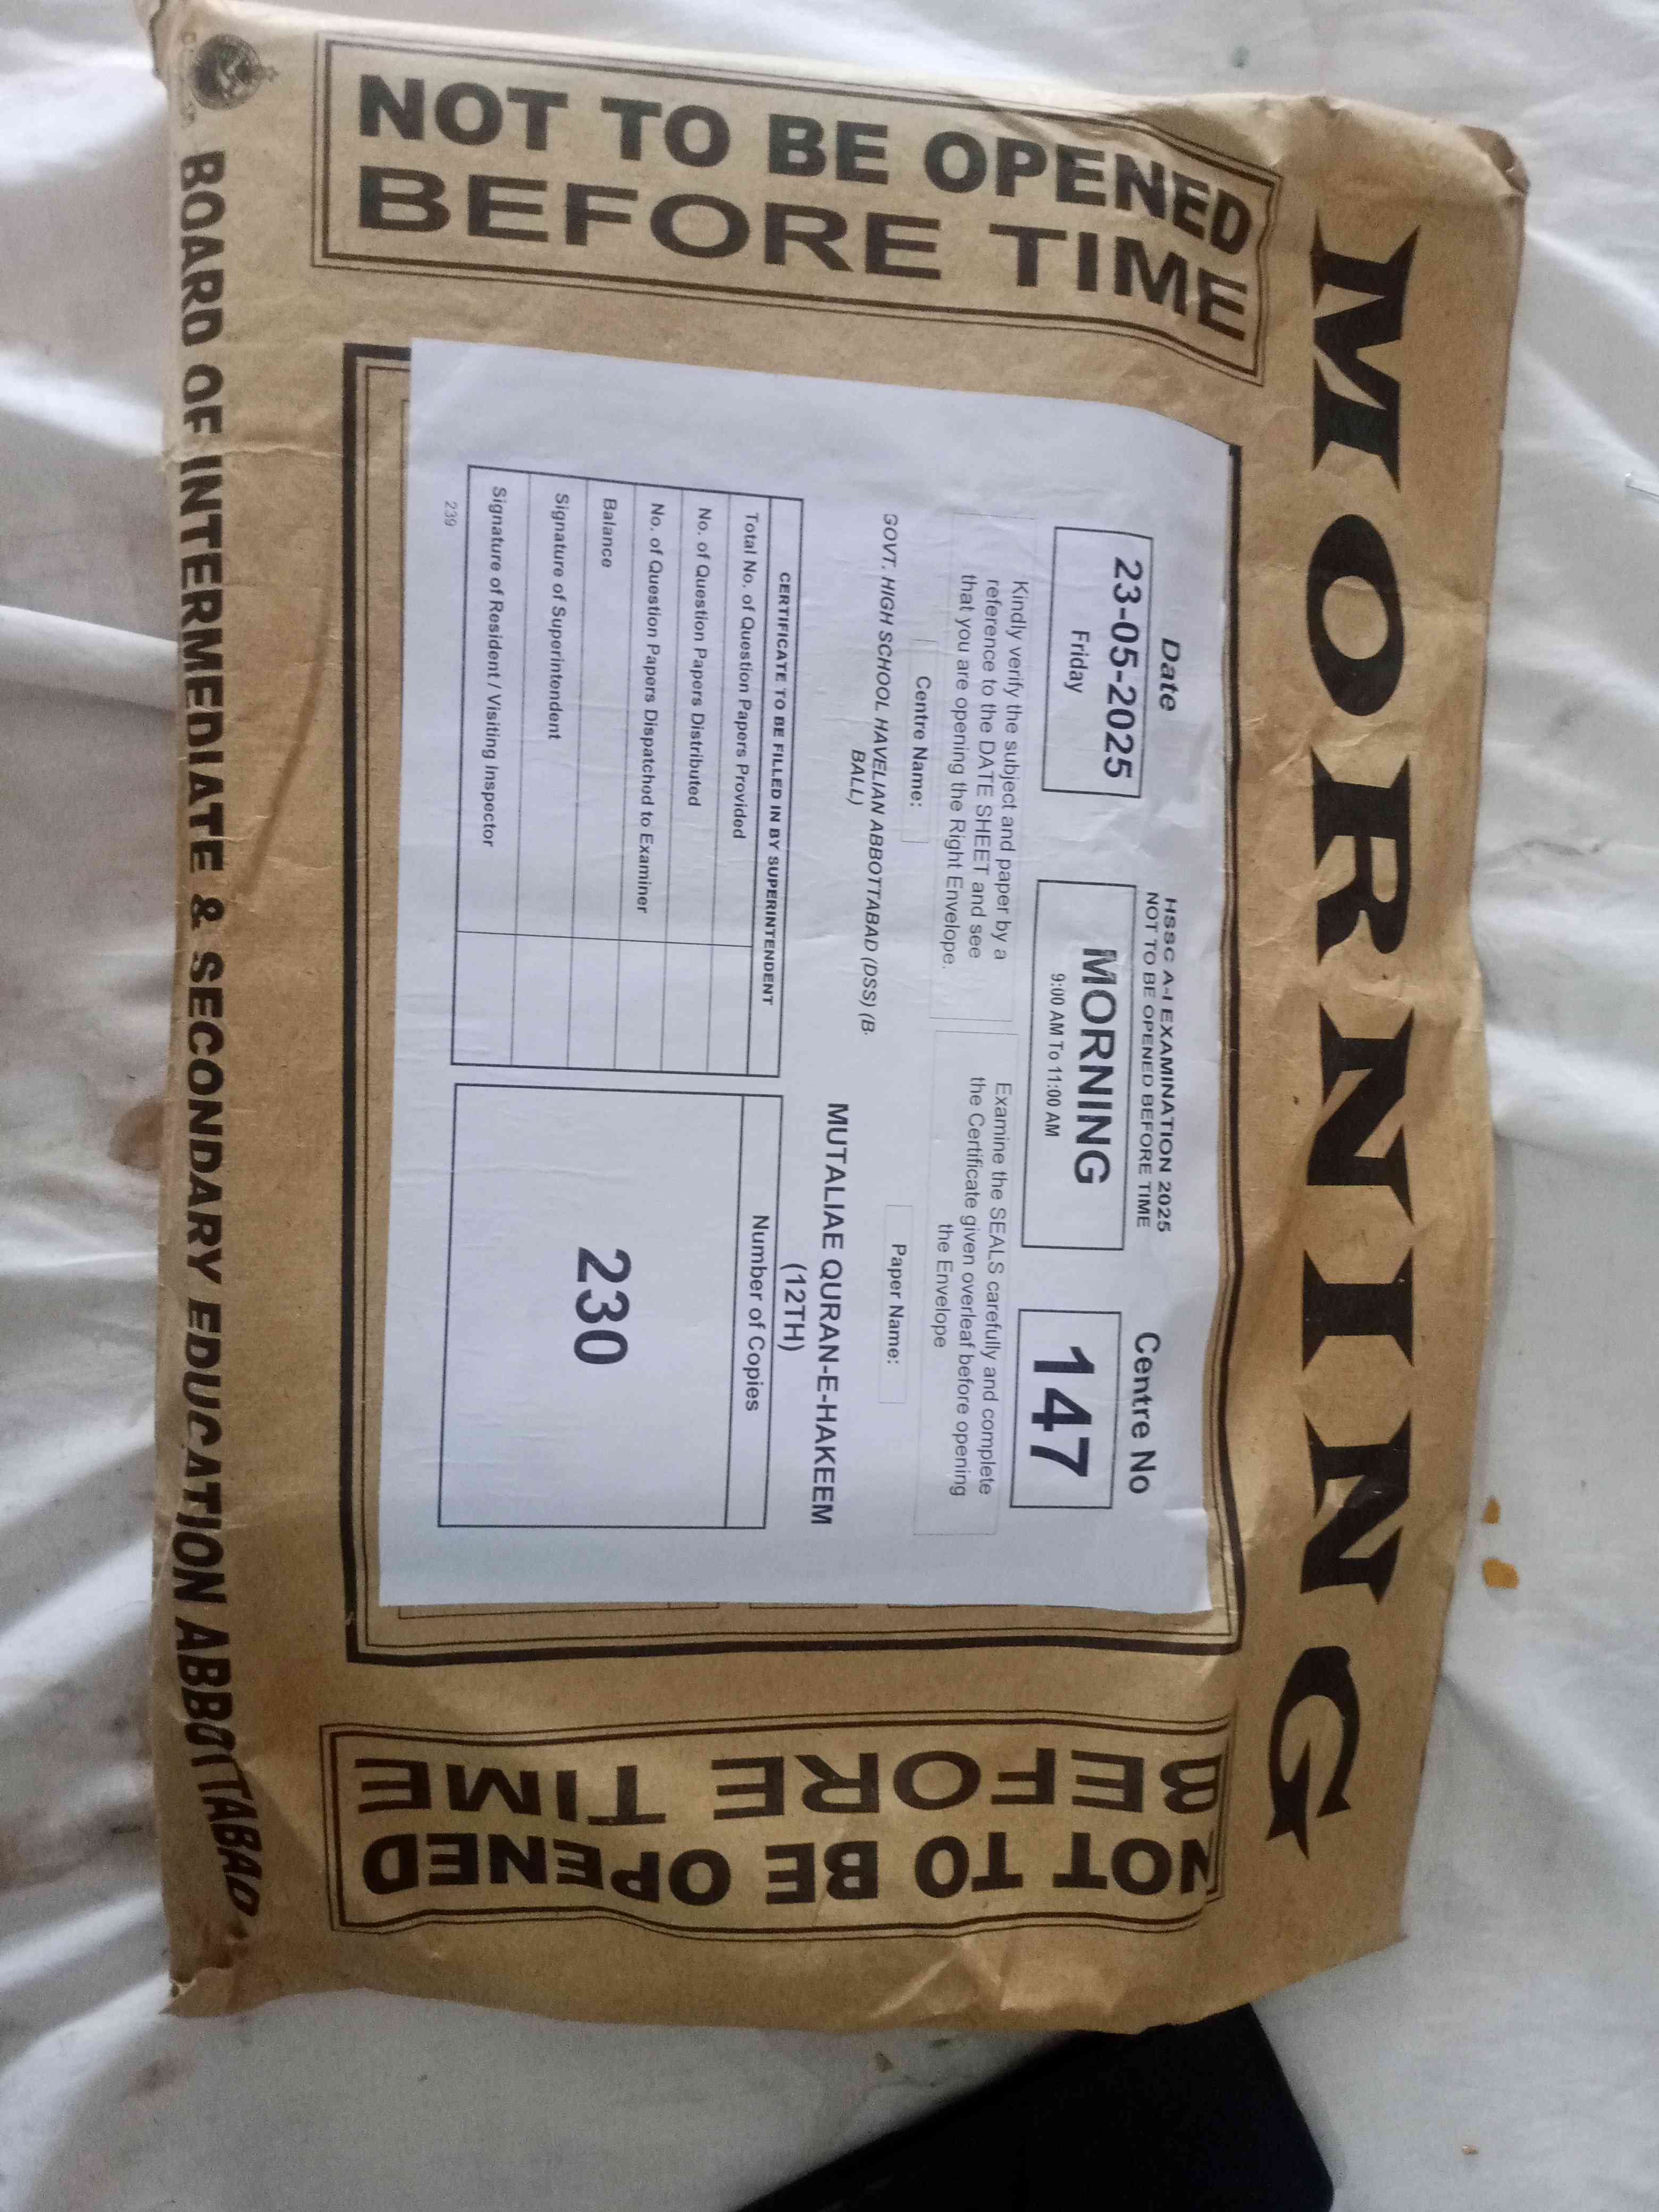 MORNING
NOT TO BE OPENED
BEFORE TIME
Date
23-05-2025
Friday
HSSC A-I EXAMINATION 2025
NOT TO BE OPENED BEFORE TIME
MORNING
9:00 AM To 11:00 AM
Centre No
147
Kindly verify the subject and paper by a
reference to the DATE SHEET and see
that you are opening the Right Envelope.
Examine the SEALS carefully and complete
the Certificate given overleaf before opening
the Envelope
Centre Name:
GOVT. HIGH SCHOOL HAVELIAN ABBOTTABAD (DSS) (B-
BALL)
Paper Name:
MUTALIAE QURAN-E-HAKEEM
(12TH)
CERTIFICATE TO BE FILLED IN BY SUPERINTENDENT
Total No. of Question Papers Provided
No. of Question Papers Distributed
No. of Question Papers Dispatched to Examiner
Balance
Signature of Superintendent
Signature of Resident / Visiting Inspector
239
Number of Copies
230
NOT TO BE OPENED
BEFORE TIME
BOARD OF INTERMEDIATE & SECONDARY EDUCATION ABBOTTABAD